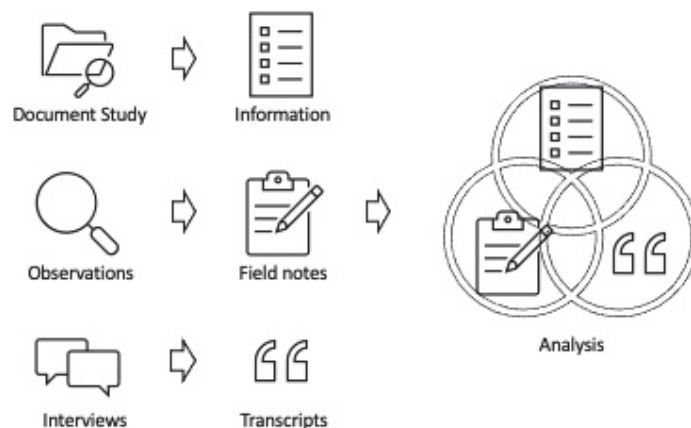 Document Study
Information
Observations
Field notes
Analysis
Interviews
Transcripts